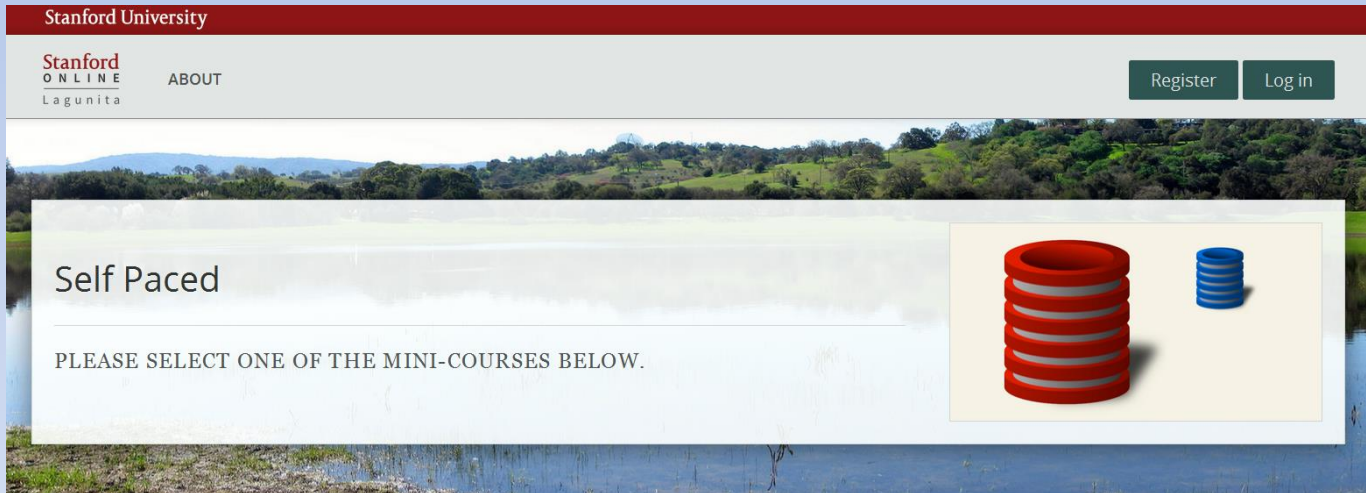 Stanford University
Stanford
ONLINE
Lagunita
ABOUT
Register
Log in
Self Paced
PLEASE SELECT ONE OF THE MINI-COURSES BELOW.